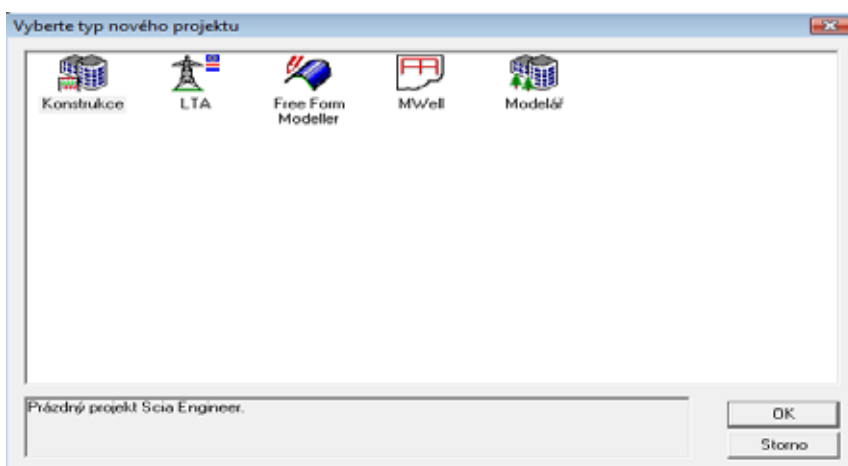 Vyberte typ nového projektu
Konstrukce
LTA
Free Form
Modeller
MWell
Modelář
Prázdný projekt Scia Engineer.
OK
Storno